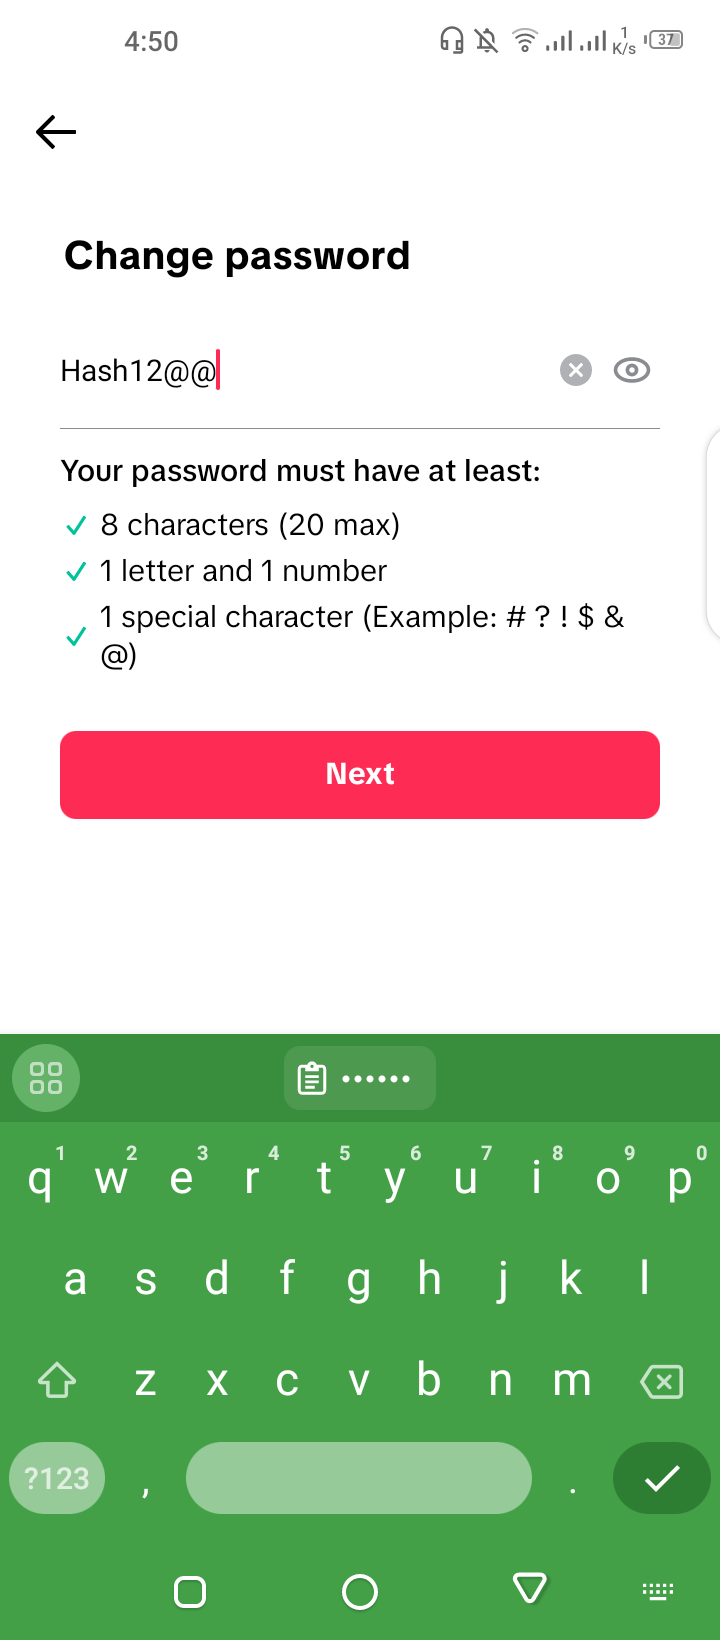 4:50
1
K/s
37
Change password
Hash12@@
Your password must have at least:
8 characters (20 max)
1 letter and 1 number
1 special character (Example: # ? ! $ &
@)
Next
••••••
1 2 3 4 5 6 7 8 9 0
q w e r t y u i o p
a s d f g h j k l
z x c v b n m
?123 , .